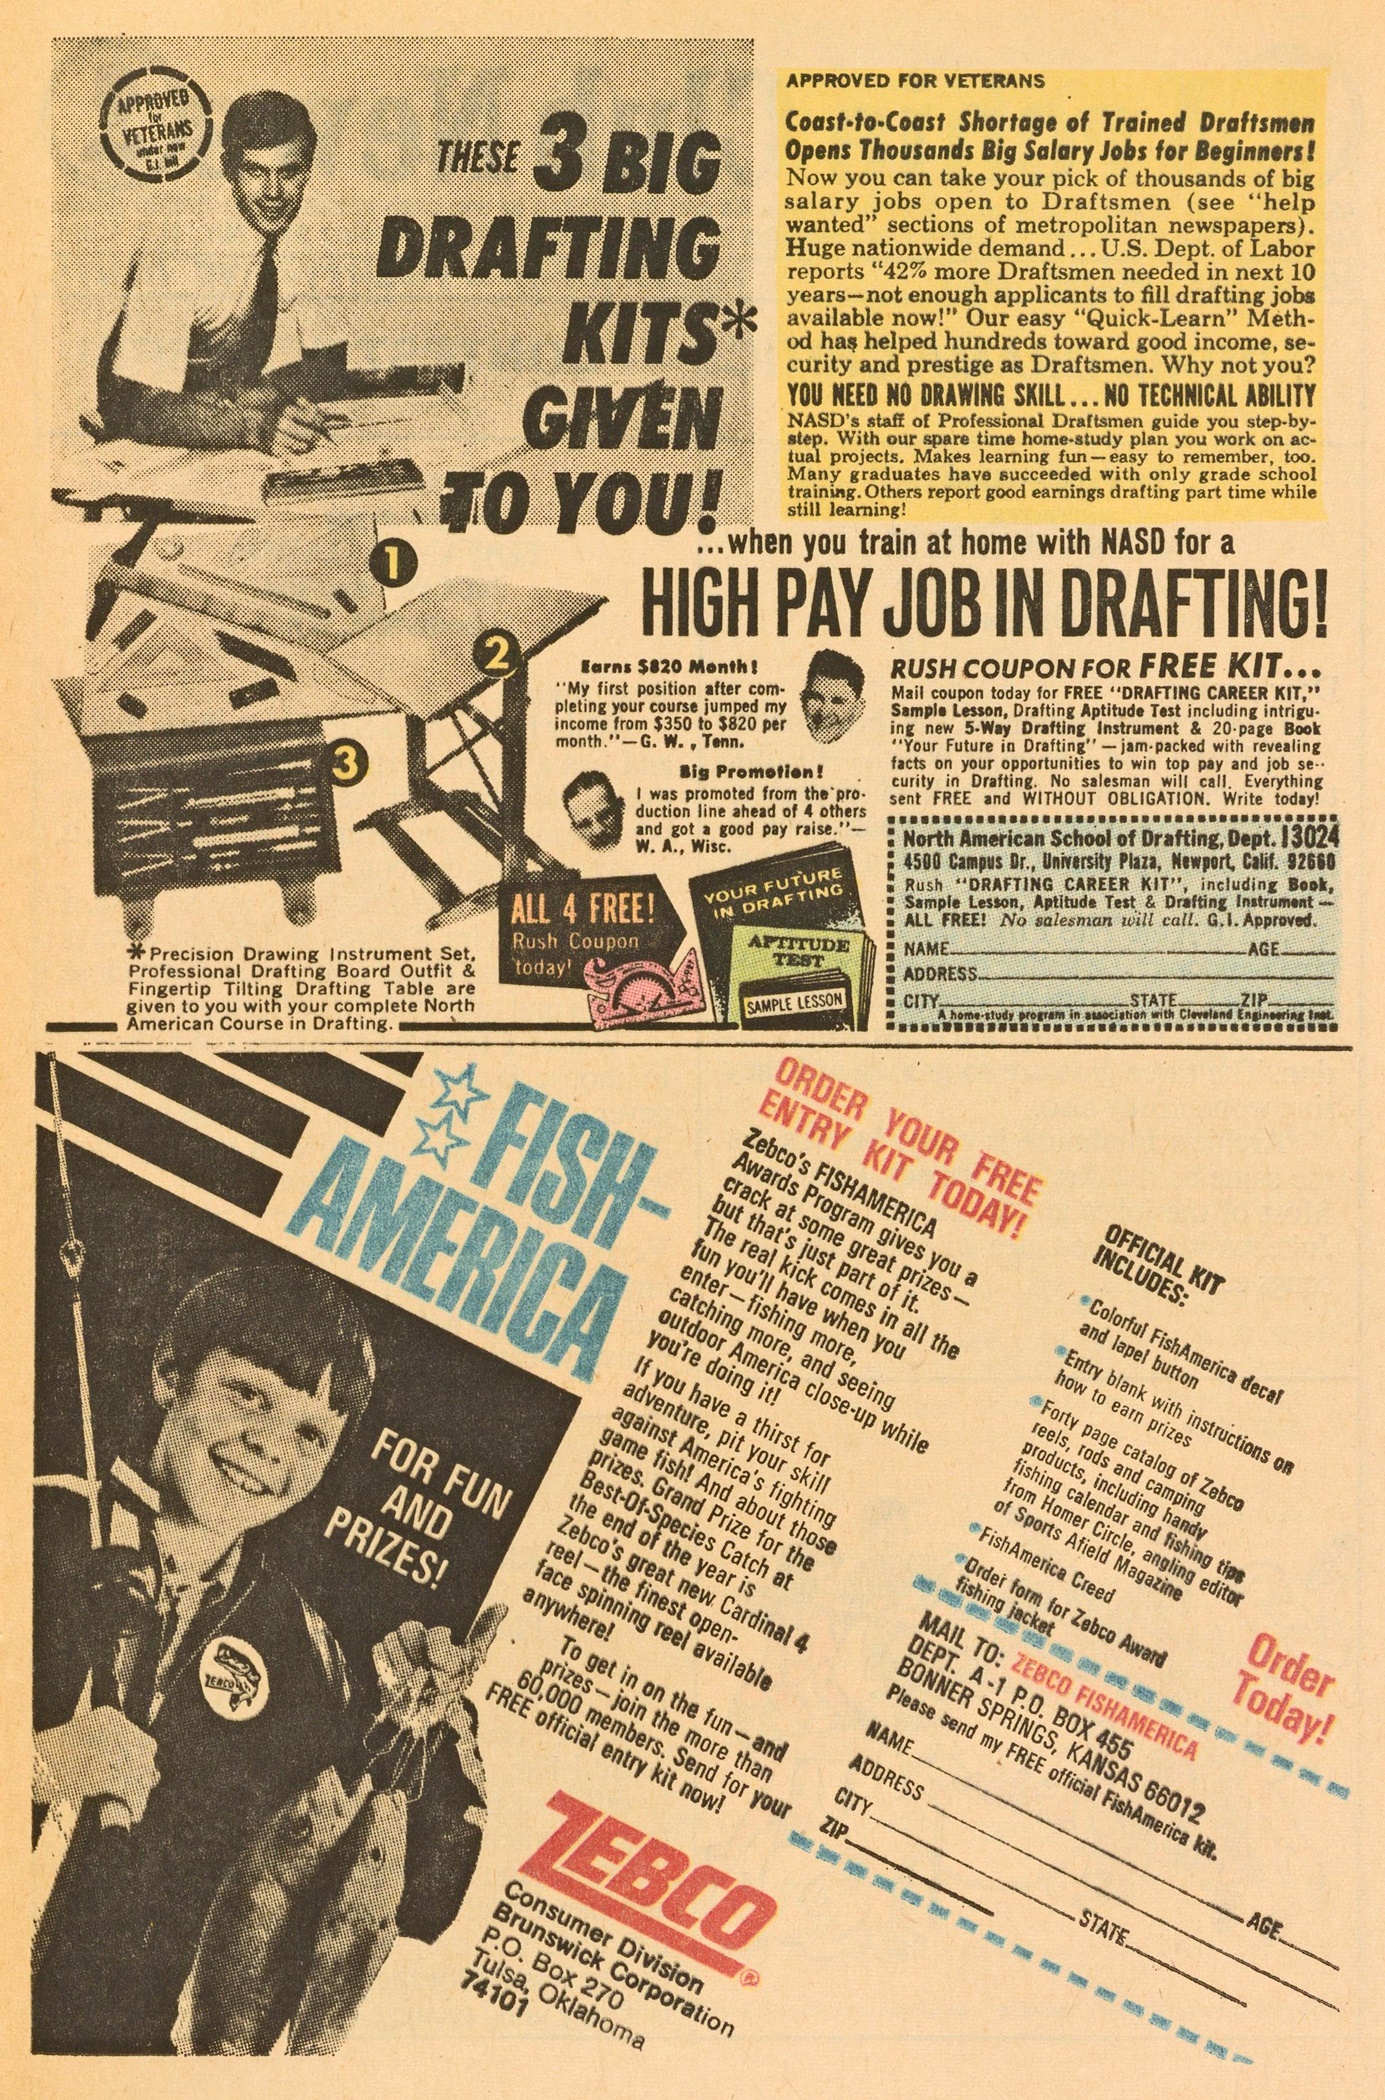 APPROVED
for
VETERANS
under new
G.I. bill
THESE 3 BIG
DRAFTING
KITS*
GIVEN
TO YOU!
APPROVED FOR VETERANS
Coast-to-Coast Shortage of Trained Draftsmen
Opens Thousands Big Salary Jobs for Beginners!
Now you can take your pick of thousands of big
salary jobs open to Draftsmen (see "help
wanted" sections of metropolitan newspapers).
Huge nationwide demand... U.S. Dept. of Labor
reports "42% more Draftsmen needed in next 10
years—not enough applicants to fill drafting jobs
available now!" Our easy "Quick-Learn" Meth-
od has helped hundreds toward good income, se-
curity and prestige as Draftsmen. Why not you?
YOU NEED NO DRAWING SKILL... NO TECHNICAL ABILITY
NASD's staff of Professional Draftsmen guide you step-by-
step. With our spare time home-study plan you work on ac-
tual projects. Makes learning fun—easy to remember, too.
Many graduates have succeeded with only grade school
training. Others report good earnings drafting part time while
still learning!
...when you train at home with NASD for a
HIGH PAY JOB IN DRAFTING!
1
2
3
Earns $820 Month!
"My first position after com-
pleting your course jumped my
income from $350 to $820 per
month."—G. W. , Tenn.
Big Promotion!
I was promoted from the pro-
duction line ahead of 4 others
and got a good pay raise."—
W. A., Wisc.
RUSH COUPON FOR FREE KIT...
Mail coupon today for FREE "DRAFTING CAREER KIT,"
Sample Lesson, Drafting Aptitude Test including intrigu-
ing new 5-Way Drafting Instrument & 20-page Book
"Your Future in Drafting"—jam-packed with revealing
facts on your opportunities to win top pay and job se-
curity in Drafting. No salesman will call. Everything
sent FREE and WITHOUT OBLIGATION. Write today!
*Precision Drawing Instrument Set,
Professional Drafting Board Outfit &
Fingertip Tilting Drafting Table are
given to you with your complete North
American Course in Drafting.
ALL 4 FREE!
Rush Coupon
today!
YOUR FUTURE
IN DRAFTING
APTITUDE
TEST
SAMPLE LESSON
North American School of Drafting, Dept. 13024
4500 Campus Dr., University Plaza, Newport, Calif. 92660
Rush "DRAFTING CAREER KIT", including Book,
Sample Lesson, Aptitude Test & Drafting Instrument—
ALL FREE! No salesman will call. G.I. Approved.
NAME AGE
ADDRESS
CITY STATE ZIP
A home-study program in association with Cleveland Engineering Inst.
FISH-
AMERICA
FOR FUN
AND
PRIZES!
ZEBCO
ORDER YOUR FREE
ENTRY KIT TODAY!
Zebco's FISHAMERICA
Awards Program gives you a
crack at some great prizes—
but that's just part of it.
The real kick comes in all the
fun you'll have when you
enter—fishing more,
catching more, and seeing
outdoor America close-up while
you're doing it!
If you have a thirst for
adventure, pit your skill
against America's fighting
game fish! And about those
prizes. Grand Prize for the
Best-Of-Species Catch at
the end of the year is
Zebco's great new Cardinal 4
reel—the finest open-
face spinning reel available
anywhere!
To get in on the fun—and
prizes—join the more than
60,000 members. Send for your
FREE official entry kit now!
ZEBCO®
Consumer Division
Brunswick Corporation
P.O. Box 270
Tulsa, Oklahoma
74101
OFFICIAL KIT
INCLUDES:
•Colorful FishAmerica decal
and lapel button
•Entry blank with instructions on
how to earn prizes
•Forty page catalog of Zebco
reels, rods and camping
products, including handy
fishing calendar and fishing tips
from Homer Circle, angling editor
of Sports Afield Magazine
•FishAmerica Creed
•Order form for Zebco Award
fishing jacket
Order
Today!
MAIL TO: ZEBCO FISHAMERICA
DEPT. A-1 P.O. BOX 455
BONNER SPRINGS, KANSAS 66012
Please send my FREE official FishAmerica kit.
NAME
ADDRESS AGE
CITY
ZIP STATE